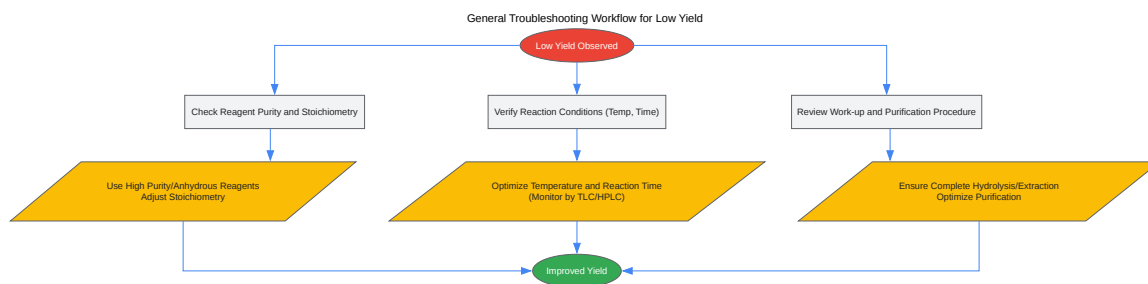 General Troubleshooting Workflow for Low Yield
Low Yield Observed
Check Reagent Purity and Stoichiometry
Verify Reaction Conditions (Temp, Time)
Review Work-up and Purification Procedure
Use High Purity/Anhydrous Reagents
Adjust Stoichiometry
Optimize Temperature and Reaction Time
(Monitor by TLC/HPLC)
Ensure Complete Hydrolysis/Extraction
Optimize Purification
Improved Yield